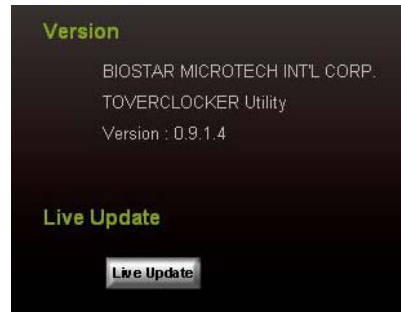 Version
BIOSTAR MICROTECH INT'L CORP.
TOVERCLOCKER Utility
Version : 0.9.1.4
Live Update
Live Update